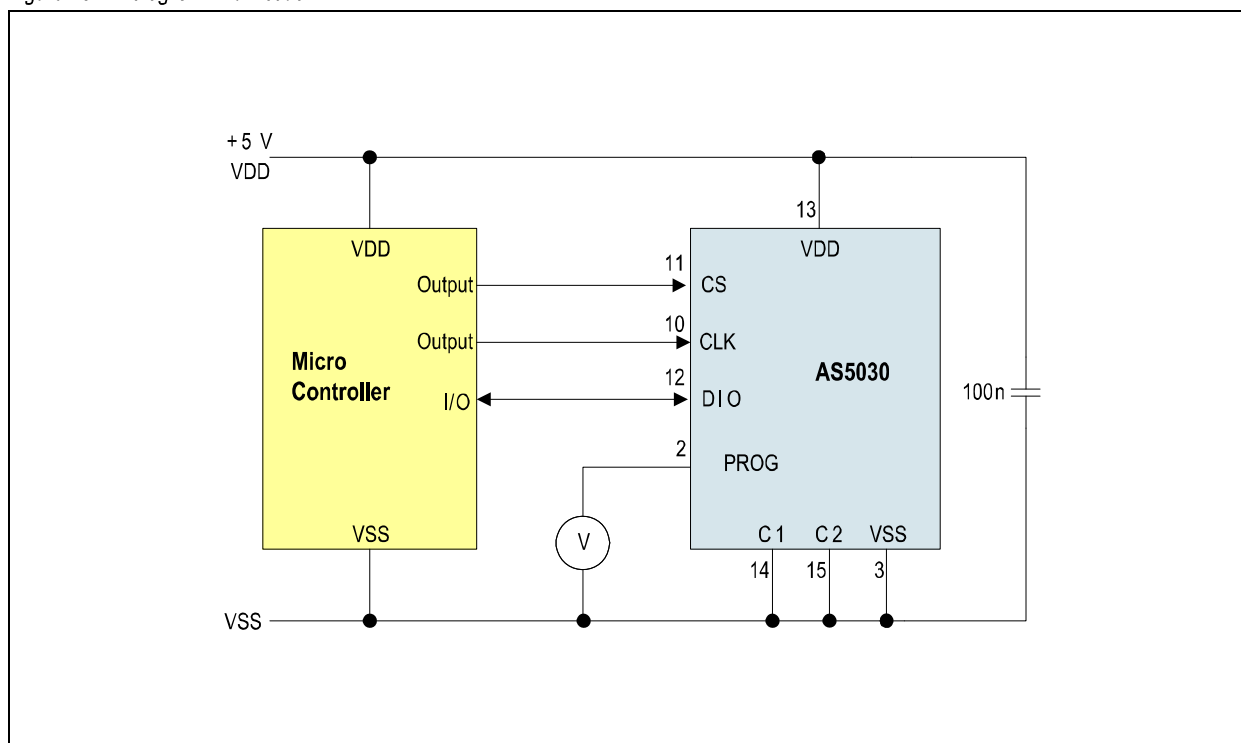 +5 V
VDD
13
VDD
VDD
Output
11
CS
Output
10
CLK
Micro
Controller
I/O
12
DIO
AS5030
100n
2
PROG
V
VSS
C1
C2
VSS
14
15
3
VSS